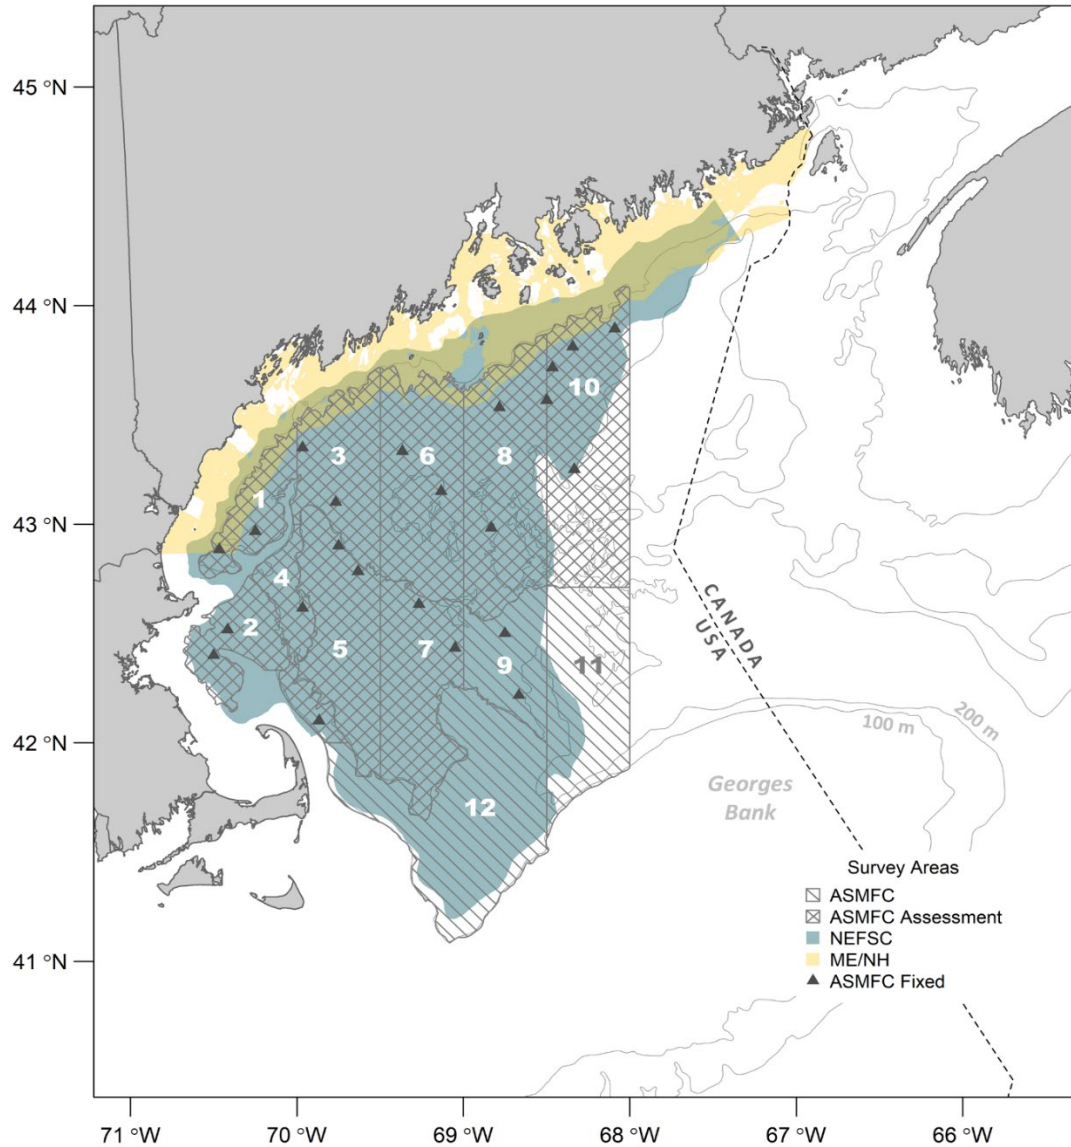 45 °N
44 °N
43 °N
42 °N
41 °N
10
3
6
8
1
4
2
5
7
9
11
12
CANADA
USA
200 m
100 m
Georges
Bank
Survey Areas
ASMFC
ASMFC Assessment
NEFSC
ME/NH
ASMFC Fixed
71 °W
70 °W
69 °W
68 °W
67 °W
66 °W